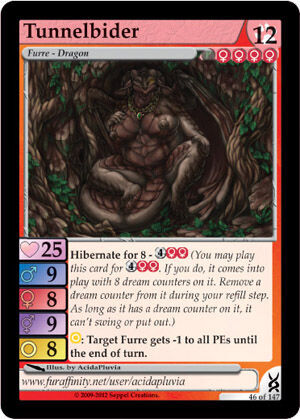 Tunnelbider 12
Furre - Dragon ♀♀♀♀
♡25
♂ 9
♀ 8
⚥ 9
8
Hibernate for 8 - ④♀♀ (You may play
this card for ④♀♀. If you do, it comes into
play with 8 dream counters on it. Remove a
dream counter from it during your refill step.
As long as it has a dream counter on it, it
can't swing or put out.)
: Target Furre gets -1 to all PEs until
the end of turn.
Illus. by AcidaPluvia
www.furaffinity.net/user/acidapluvia
© 2009-2012 Seppel Creations.
46 of 147